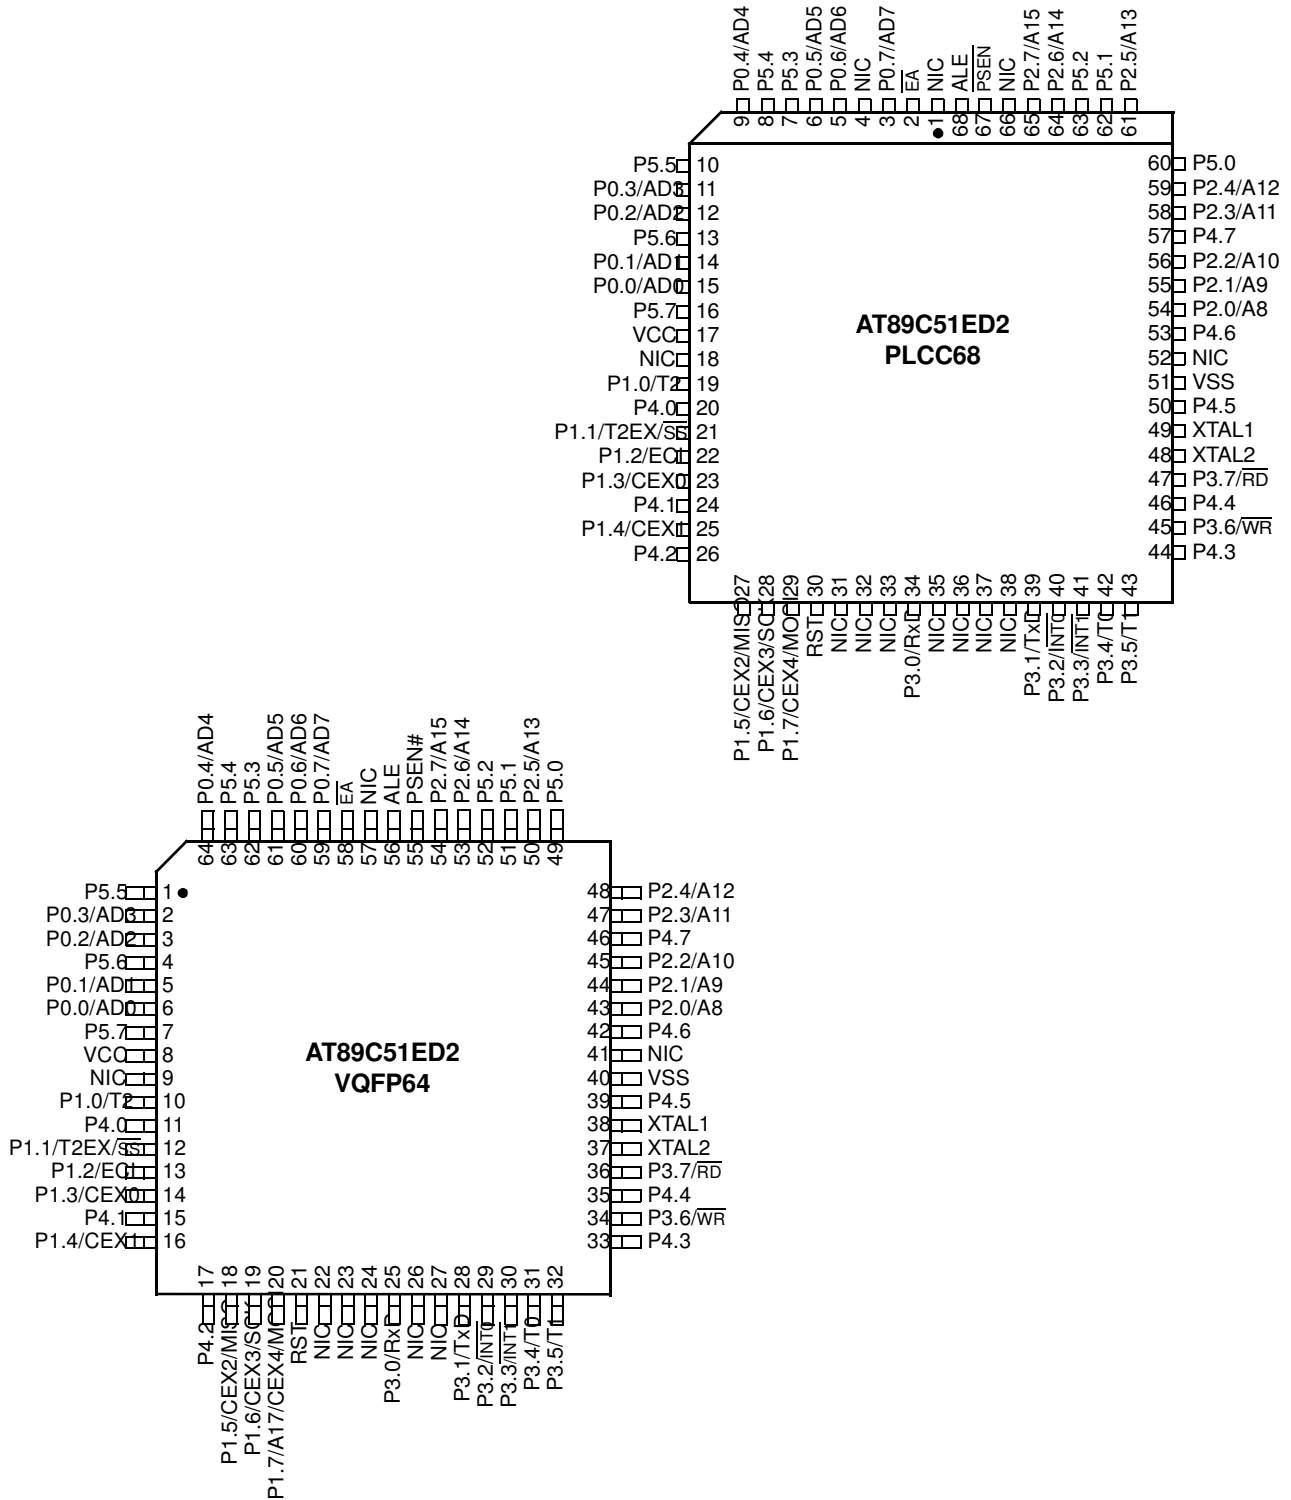 P0.4/AD4
P5.4
P5.3
P0.5/AD5
P0.6/AD6
NIC
P0.7/AD7
EA
NIC
ALE
PSEN
NIC
P2.7/A15
P2.6/A14
P5.2
P5.1
P2.5/A13
9
8
7
6
5
4
3
2
1
68
67
66
65
64
63
62
61
P5.5 10
P0.3/AD3 11
P0.2/AD2 12
P5.6 13
P0.1/AD1 14
P0.0/AD0 15
P5.7 16
VCC 17
NIC 18
P1.0/T2 19
P4.0 20
P1.1/T2EX/SS 21
P1.2/ECI 22
P1.3/CEX0 23
P4.1 24
P1.4/CEX1 25
P4.2 26
AT89C51ED2
PLCC68
60 P5.0
59 P2.4/A12
58 P2.3/A11
57 P4.7
56 P2.2/A10
55 P2.1/A9
54 P2.0/A8
53 P4.6
52 NIC
51 VSS
50 P4.5
49 XTAL1
48 XTAL2
47 P3.7/RD
46 P4.4
45 P3.6/WR
44 P4.3
27
28
29
30
31
32
33
34
35
36
37
38
39
40
41
42
43
P1.5/CEX2/MISO
P1.6/CEX3/SCK
P1.7/CEX4/MOSI
RST
NIC
NIC
NIC
P3.0/RxD
NIC
NIC
NIC
NIC
P3.1/TxD
P3.2/INT0
P3.3/INT1
P3.4/T0
P3.5/T1
P0.4/AD4
P5.4
P5.3
P0.5/AD5
P0.6/AD6
P0.7/AD7
EA
NIC
ALE
PSEN#
P2.7/A15
P2.6/A14
P5.2
P5.1
P2.5/A13
P5.0
64
63
62
61
60
59
58
57
56
55
54
53
52
51
50
49
P5.5 1
P0.3/AD3 2
P0.2/AD2 3
P5.6 4
P0.1/AD1 5
P0.0/AD0 6
P5.7 7
VCC 8
NIC 9
P1.0/T2 10
P4.0 11
P1.1/T2EX/SS 12
P1.2/ECI 13
P1.3/CEX0 14
P4.1 15
P1.4/CEX1 16
AT89C51ED2
VQFP64
48 P2.4/A12
47 P2.3/A11
46 P4.7
45 P2.2/A10
44 P2.1/A9
43 P2.0/A8
42 P4.6
41 NIC
40 VSS
39 P4.5
38 XTAL1
37 XTAL2
36 P3.7/RD
35 P4.4
34 P3.6/WR
33 P4.3
17
18
19
20
21
22
23
24
25
26
27
28
29
30
31
32
P4.2
P1.5/CEX2/MISO
P1.6/CEX3/SCK
P1.7/A17/CEX4/MOSI
RST
NIC
NIC
NIC
P3.0/RxD
NIC
NIC
P3.1/TxD
P3.2/INT0
P3.3/INT1
P3.4/T0
P3.5/T1